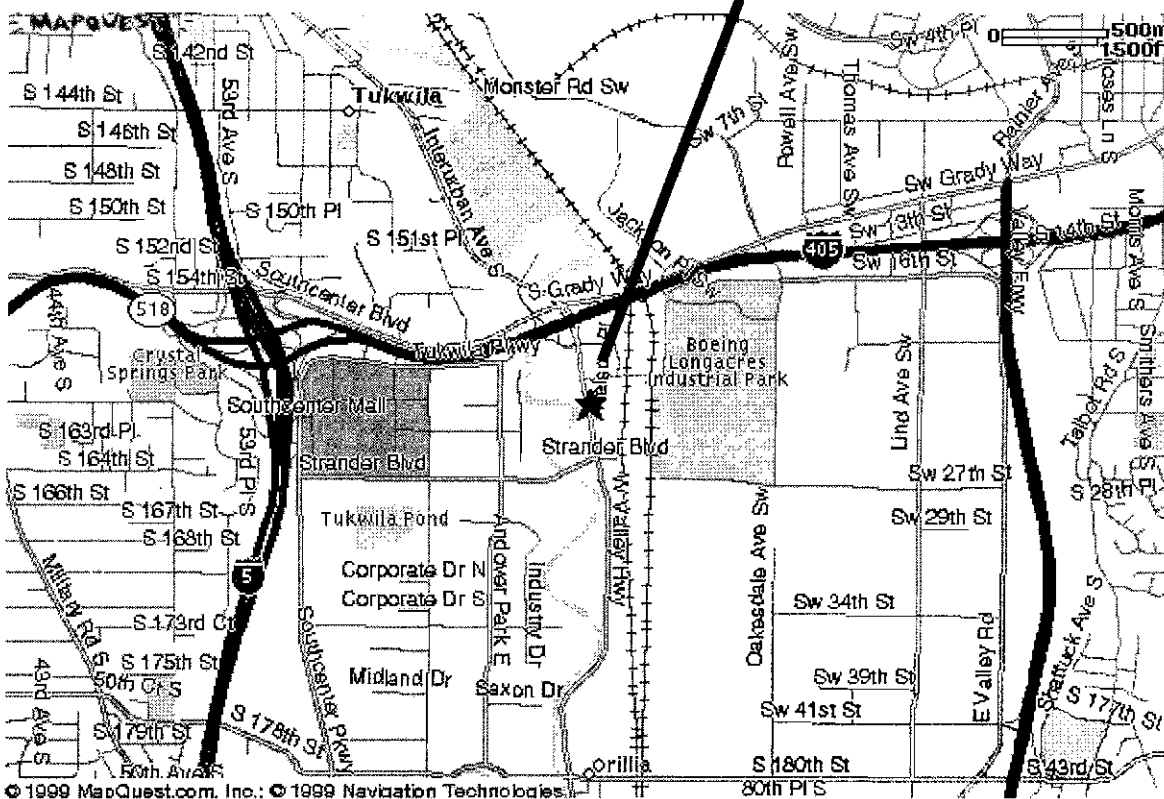 MAPQUEST
0 500m
1500ft
S 142nd St
Sw 4th Pl
S 144th St
53rd Ave S
Tukwila
Monster Rd Sw
Sw 7th St
Powell Ave Sw
Thomas Ave Sw
Rainier Ave
Moses Ln S
S 146th St
Interurban Ave S
S 148th St
Sw Grady Way
S 150th St
S 150th Pl
Jackson Pl Sw
Sw 13th St
14th St
Morris Ave S
S 151st Pl
S 152nd St
405
Sw 16th St
Valley Fwy
S 154th St
Southcenter Blvd
S Grady Way
518
46th Ave S
Tukwila Pkwy
Crystal
Springs Park
Boeing
Longacres
Industrial Park
Lind Ave Sw
Talbot Rd S
Smithers Ave S
Southcenter Mall
S 163rd Pl
53rd Pl S
Strander Blvd
S 164th St
Strander Blvd
Sw 27th St
S 166th St
S 28th Pl
S 167th St
Tukwila Pond
W Valley Hwy
Oakesdale Ave Sw
Sw 29th St
S 168th St
Andover Park E
Industry Dr
Military Rd S
5
Corporate Dr N
Corporate Dr S
Sw 34th St
Shattuck Ave S
S 173rd Ct
Southcenter Pkwy
E Valley Rd
S 175th St
Midland Dr
Saxon Dr
Sw 39th St
50th Ct S
43rd Ave S
S 177th St
Sw 41st St
S 178th St
S 179th St
Orillia
S 180th St
S 43rd St
50th Ave S
80th Pl S
© 1999 MapQuest.com, Inc.; © 1999 Navigation Technologies